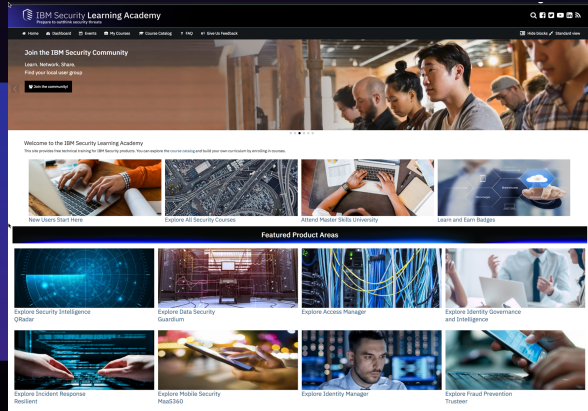 IBM Security Learning Academy
Prepare to outthink security threats
Home Dashboard Events My Courses Course Catalog FAQ Give Us Feedback
Hide blocks Standard view
Join the IBM Security Community
Learn. Network. Share.
Find your local user group
Join the community!
Welcome to the IBM Security Learning Academy
This site provides free technical training for IBM Security products. You can explore the course catalog and build your own curriculum by enrolling in courses.
New Users Start Here
Explore All Security Courses
Attend Master Skills University
Learn and Earn Badges
Featured Product Areas
Explore Security Intelligence
QRadar
Explore Data Security
Guardium
Explore Access Manager
Explore Identity Governance
and Intelligence
Explore Incident Response
Resilient
Explore Mobile Security
MaaS360
Explore Identity Manager
Explore Fraud Prevention
Trusteer